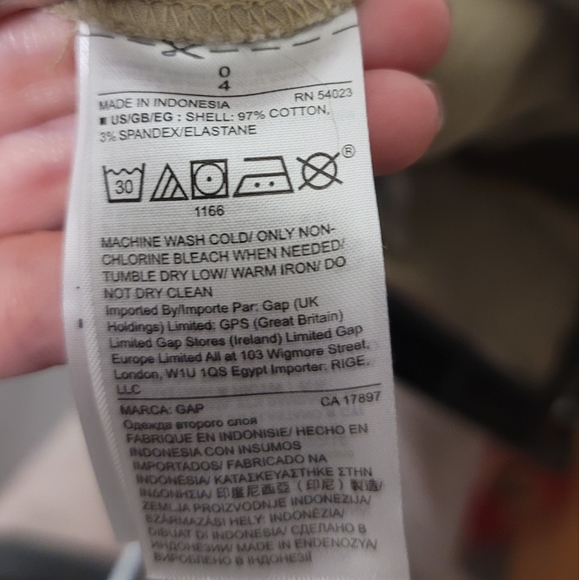 0
4
MADE IN INDONESIA RN 54023
■ US/GB/EG : SHELL: 97% COTTON,
3% SPANDEX/ELASTANE
30 ®
1166
MACHINE WASH COLD/ ONLY NON-
CHLORINE BLEACH WHEN NEEDED/
TUMBLE DRY LOW/ WARM IRON/ DO
NOT DRY CLEAN
Imported By/Importe Par: Gap (UK
Holdings) Limited: GPS (Great Britain)
Limited Gap Stores (Ireland) Limited Gap
Europe Limited All at 103 Wigmore Street,
London, W1U 1QS Egypt Importer: RIGE,
LLC
MARCA: GAP CA 17897
Одежда второго слоя
FABRIQUE EN INDONISIE/ HECHO EN
INDONESIA CON INSUMOS
IMPORTADOS/ FABRICADO NA
INDONÉSIA/ ΚΑΤΑΣΚΕΥΑΣΤΗΚΕ ΣΤΗΝ
ΙΝΔΟΝΗΣΙΑ/ 印度尼西亞（印尼）製造/
ZEMLJA PROIZVODNJE INDONEZIJA/
SZÁRMAZÁSI HELY: INDONÉZIA/
DIBUAT DI INDONESIA/ СДЕЛАНО В
ИНДОНЕЗИИ/ MADE IN ENDONEZYA/
ВИРОБЛЕНО В ІНДОНЕЗІЇ